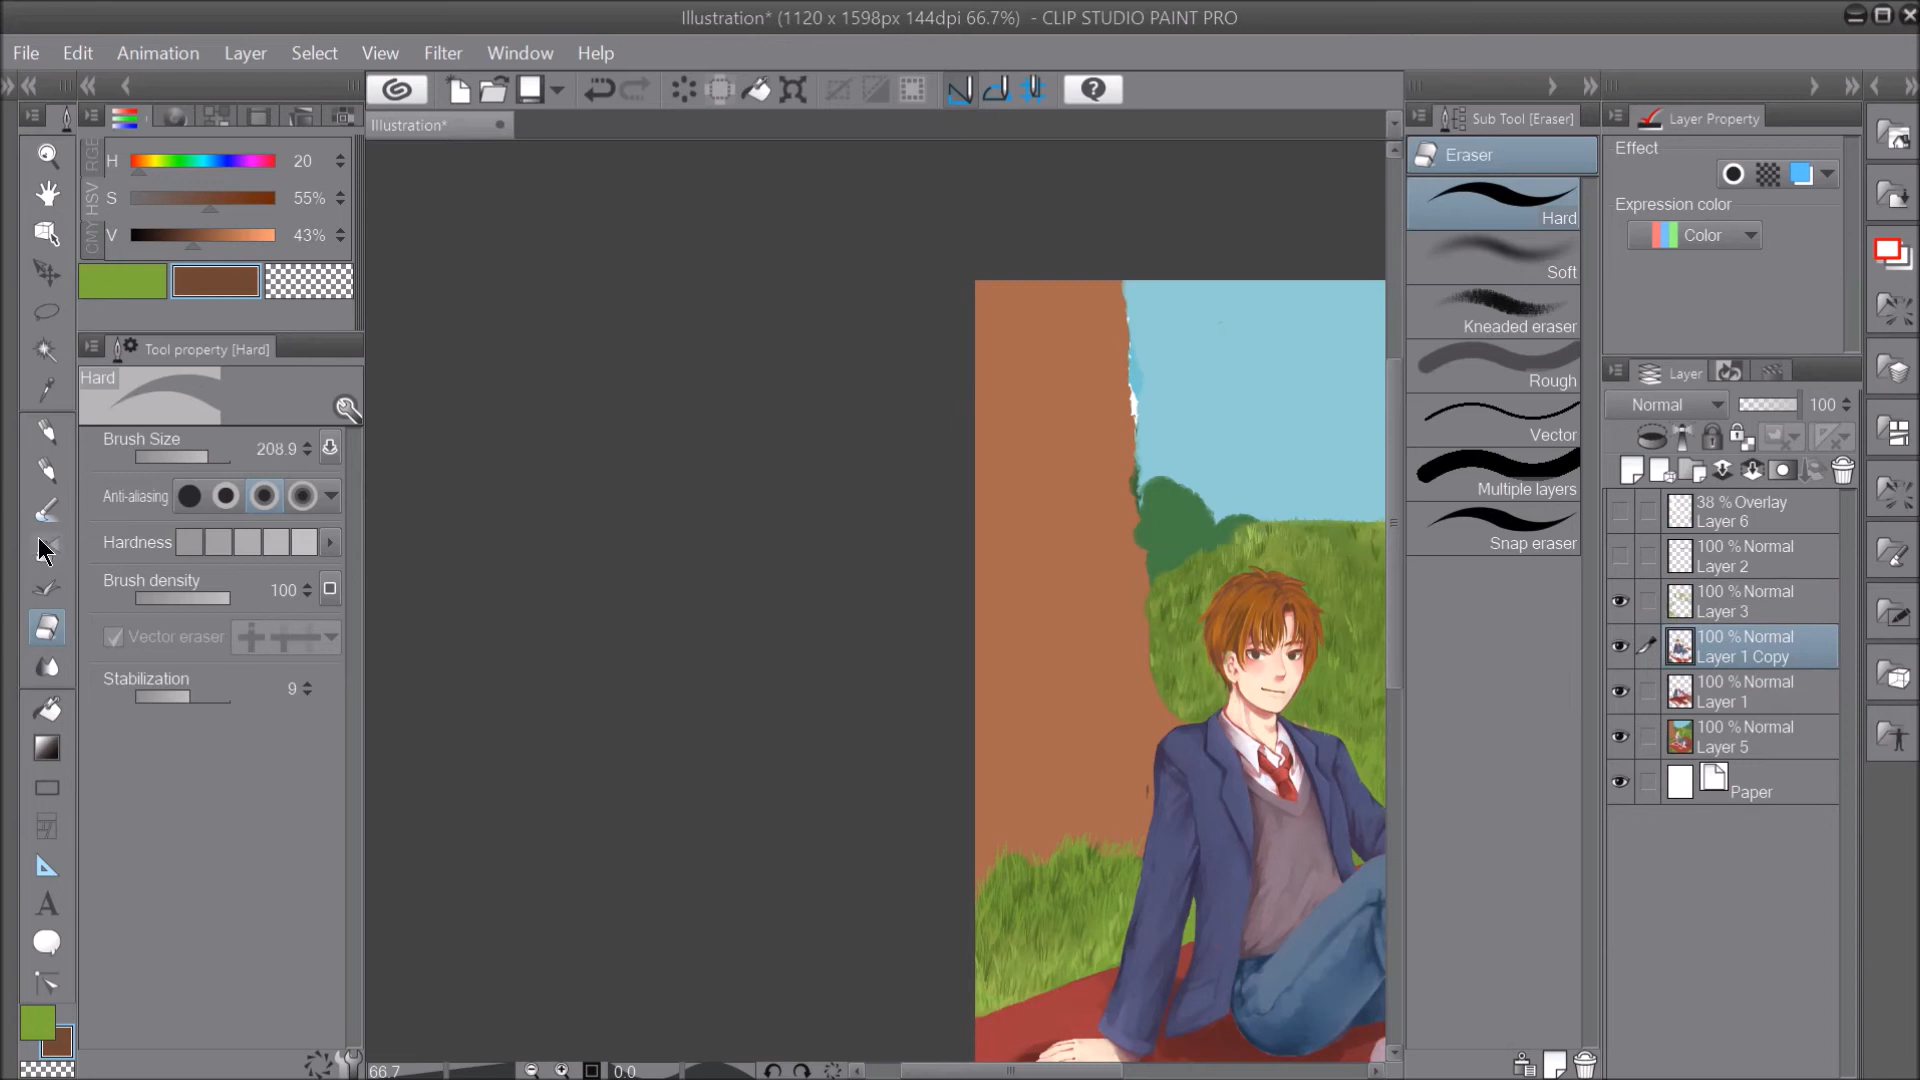 Illustration* (1120 x 1598px 144dpi 66.7%) - CLIP STUDIO PAINT PRO
File Edit Animation Layer Select View Filter Window Help
Illustration*
Sub Tool [Eraser]
Layer Property
RGE
HSV
CMY
H 20
S 55%
V 43%
Tool property [Hard]
Hard
Brush Size 208.9
Anti-aliasing
Hardness
Brush density 100
Vector eraser
Stabilization 9
A
66.7 0.0
Eraser
Hard
Soft
Kneaded eraser
Rough
Vector
Multiple layers
Snap eraser
Effect
Expression color
Color
Layer
Normal 100
38 % Overlay
Layer 6
100 % Normal
Layer 2
100 % Normal
Layer 3
100 % Normal
Layer 1 Copy
100 % Normal
Layer 1
100 % Normal
Layer 5
Paper